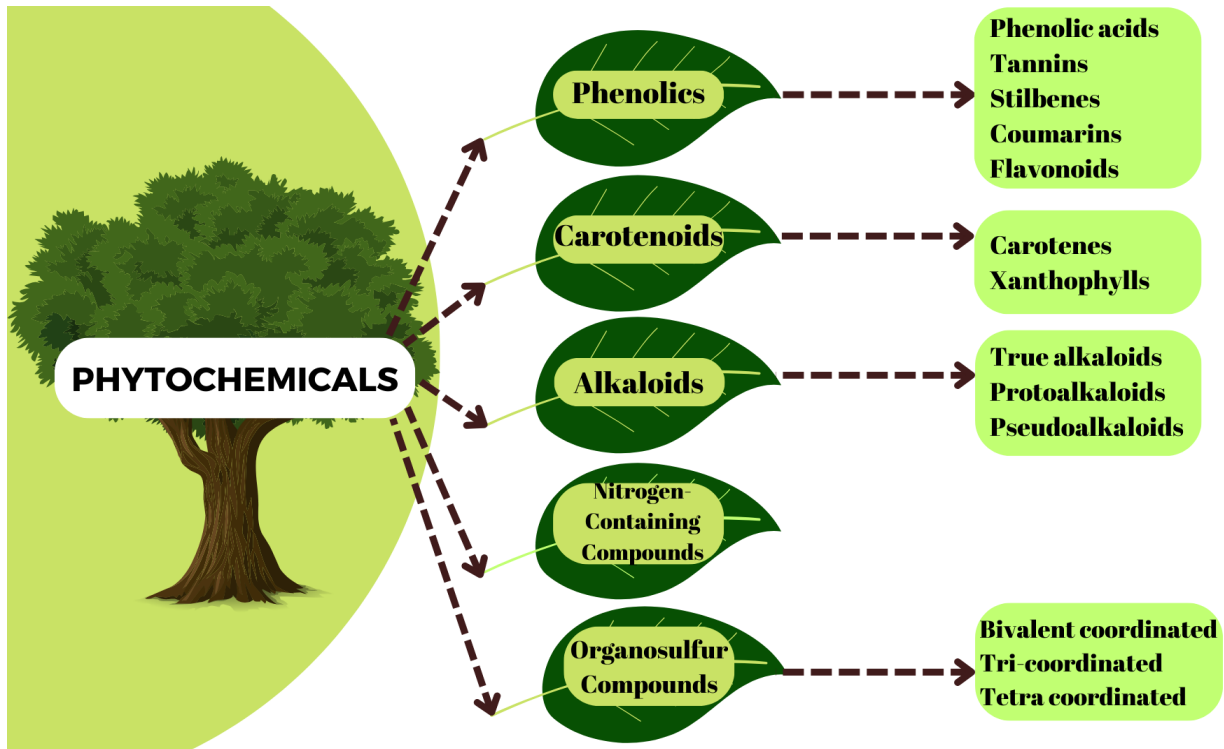 PHYTOCHEMICALS
Phenolics
Phenolic acids
Tannins
Stilbenes
Coumarins
Flavonoids
Carotenoids
Carotenes
Xanthophylls
Alkaloids
True alkaloids
Protoalkaloids
Pseudoalkaloids
Nitrogen-
Containing
Compounds
Organosulfur
Compounds
Bivalent coordinated
Tri-coordinated
Tetra coordinated